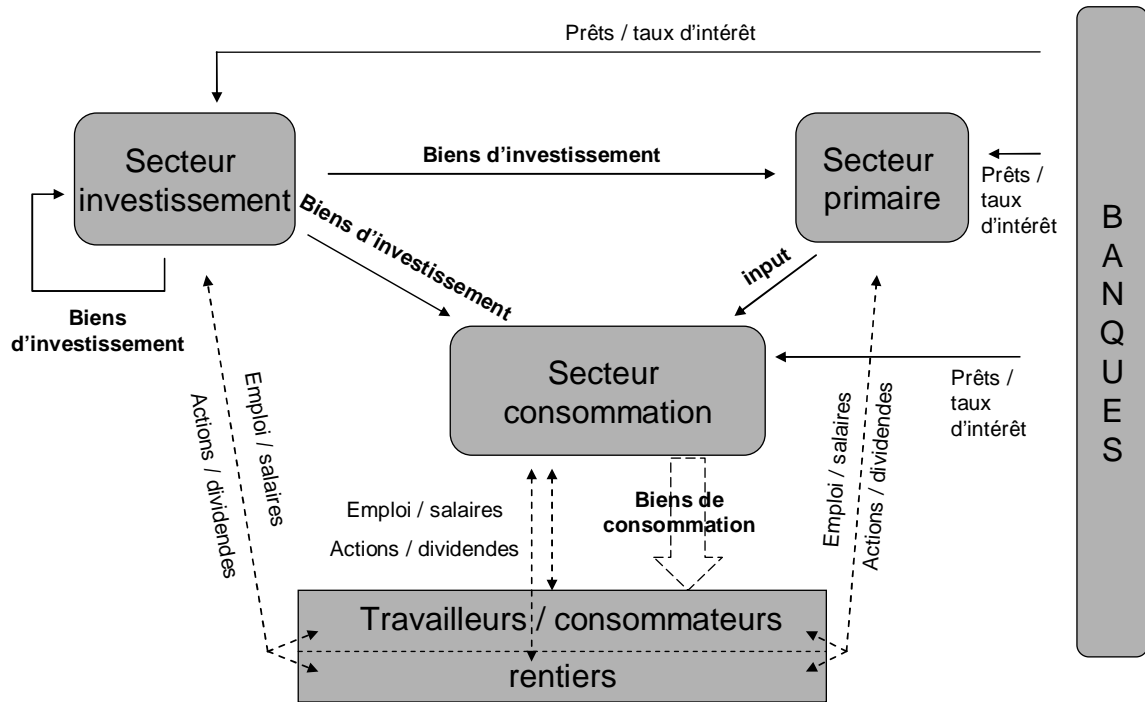 Prêts / taux d'intérêt
Secteur
investissement
Biens d'investissement
Secteur
primaire
Prêts /
taux
d'intérêt
Biens d'investissement
input
Biens
d'investissement
Secteur
consommation
Prêts /
taux
d'intérêt
Emploi / salaires
Actions / dividendes
Emploi / salaires
Actions / dividendes
Biens de
consommation
Emploi / salaires
Actions / dividendes
Travailleurs / consommateurs
rentiers
B
A
N
Q
U
E
S